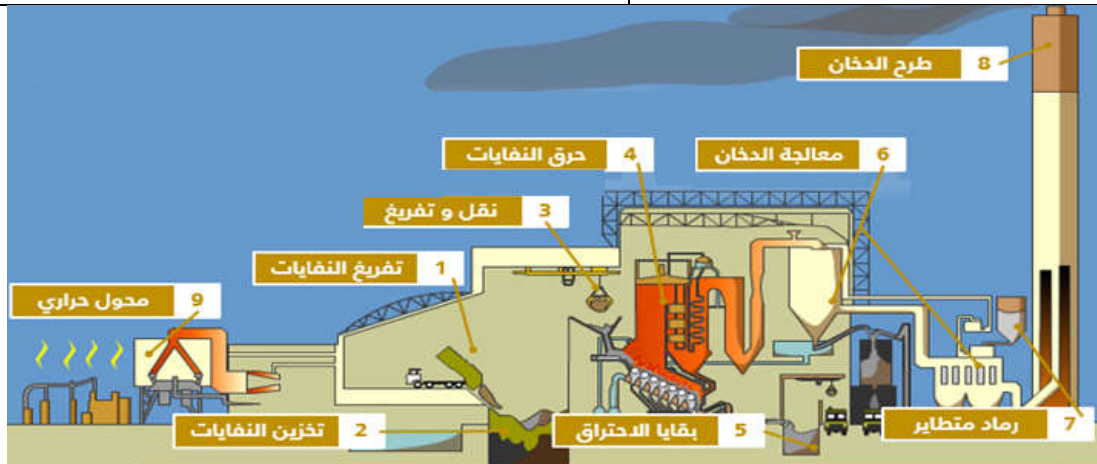 1 تفريغ النفايات
2 تخزين النفايات
3 نقل و تفريغ
4 حرق النفايات
5 بقايا الاحتراق
6 معالجة الدخان
7 رماد متطاير
8 طرح الدخان
9 محول حراري